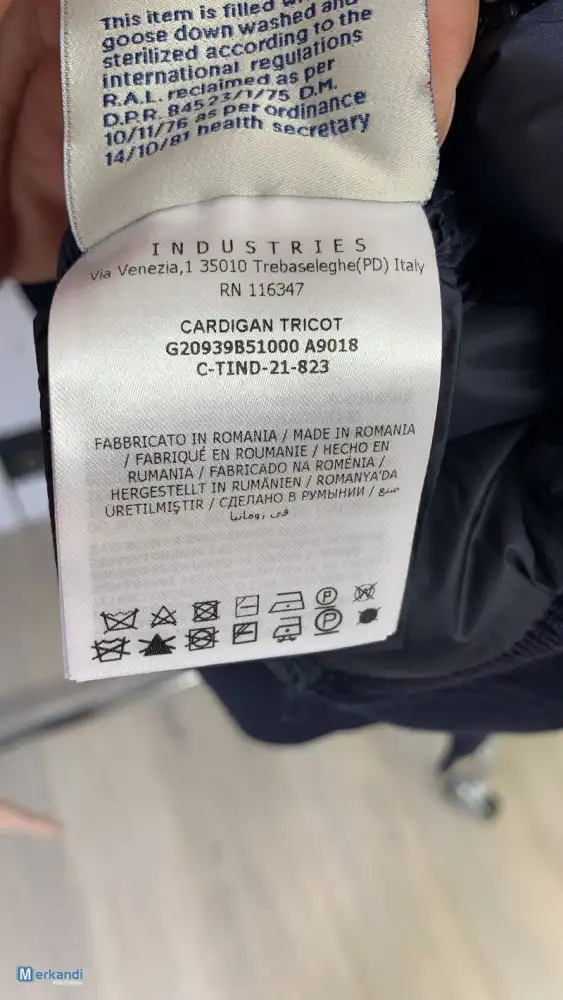 This item is filled
goose down washed and
sterilized according to the
international regulations
R.A.L. reclaimed as per
D.P.R. 845 23/1/75 D.M.
10/11/76 as per ordinance
14/10/81 health secretary
INDUSTRIES
Via Venezia,1 35010 Trebaseleghe(PD) Italy
RN 116347
CARDIGAN TRICOT
G20939B51000 A9018
C-TIND-21-823
FABBRICATO IN ROMANIA / MADE IN ROMANIA
/ FABRIQUÉ EN ROUMANIE / HECHO EN
RUMANIA / FABRICADO NA ROMÉNIA /
HERGESTELLT IN RUMÄNIEN / ROMANYA'DA
ÜRETILMIŞTIR / СДЕЛАНО В РУМЫНИИ / صنع
في رومانيا
P
P
Merkandi